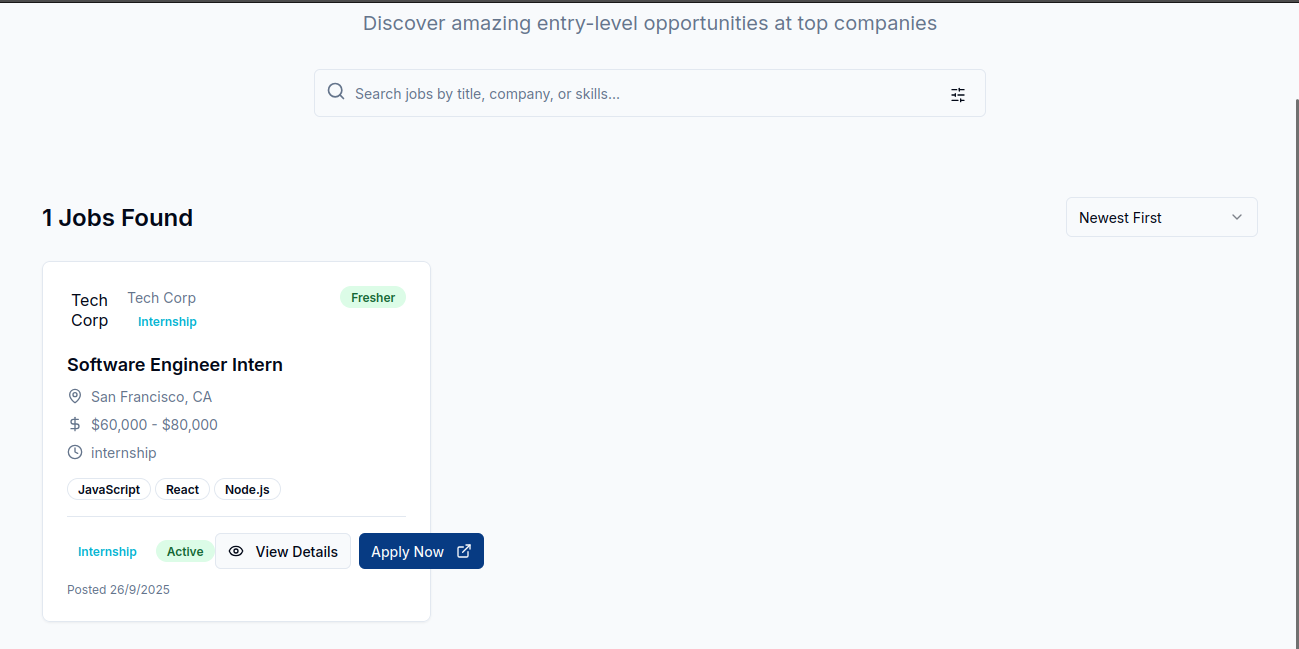 Discover amazing entry-level opportunities at top companies
Search jobs by title, company, or skills...
1 Jobs Found
Newest First
Tech
Corp
Tech Corp
Internship
Fresher
Software Engineer Intern
San Francisco, CA
$60,000 - $80,000
internship
JavaScript React Node.js
Internship Active View Details Apply Now
Posted 26/9/2025